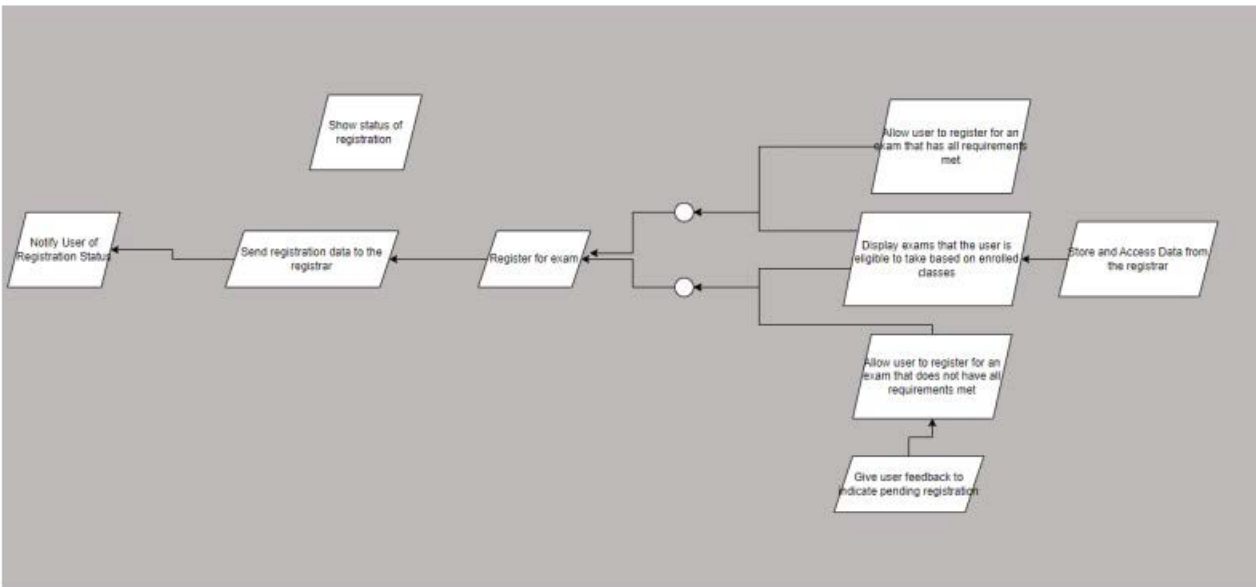 Show status of
registration
Allow user to register for an
exam that has all requirements
met
Notify User of
Registration Status
Send registration data to the
registrar
Register for exam
Display exams that the user is
eligible to take based on enrolled
classes
Store and Access Data from
the registrar
Allow user to register for an
exam that does not have all
requirements met
Give user feedback to
indicate pending registration